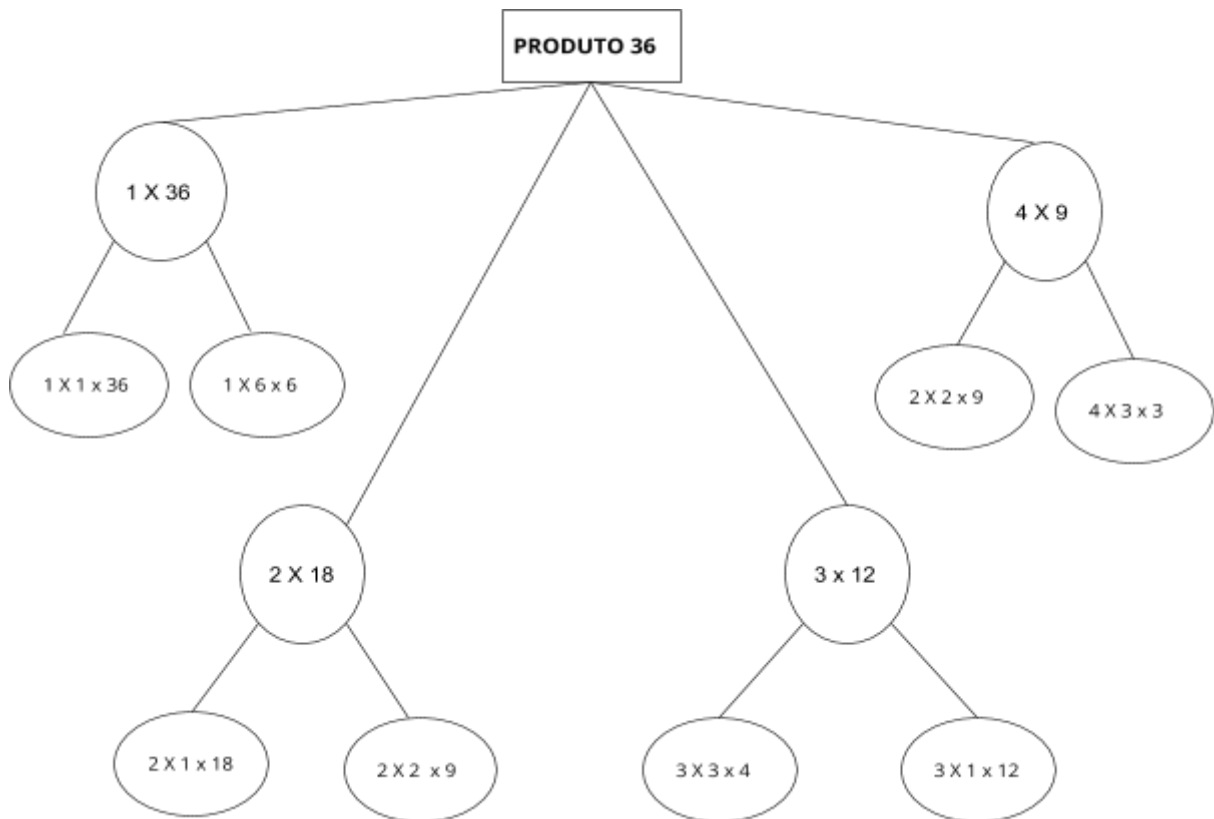 PRODUTO 36
1 X 36
4 X 9
1 X 1 x 36
1 X 6 x 6
2 X 2 x 9
4 X 3 x 3
2 X 18
3 x 12
2 X 1 x 18
2 X 2 x 9
3 X 3 x 4
3 X 1 x 12